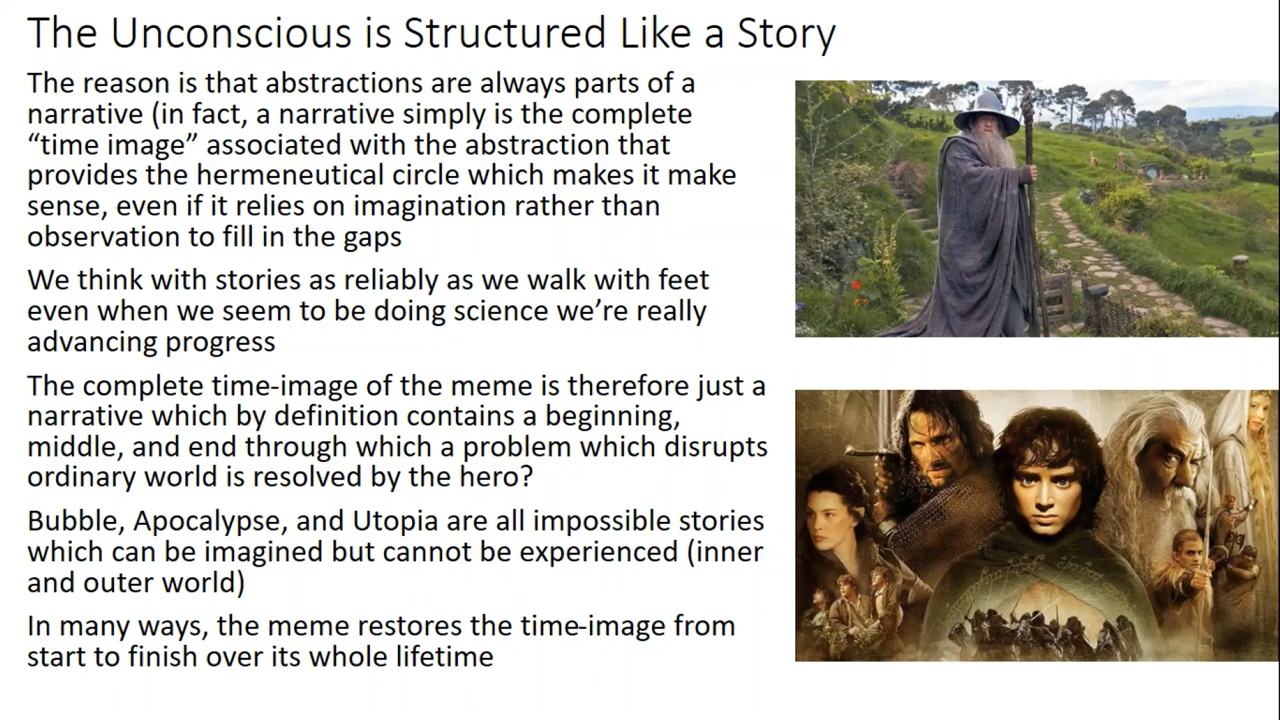 The Unconscious is Structured Like a Story
The reason is that abstractions are always parts of a
narrative (in fact, a narrative simply is the complete
“time image” associated with the abstraction that
provides the hermeneutical circle which makes it make
sense, even if it relies on imagination rather than
observation to fill in the gaps
We think with stories as reliably as we walk with feet
even when we seem to be doing science we’re really
advancing progress
The complete time-image of the meme is therefore just a
narrative which by definition contains a beginning,
middle, and end through which a problem which disrupts
ordinary world is resolved by the hero?
Bubble, Apocalypse, and Utopia are all impossible stories
which can be imagined but cannot be experienced (inner
and outer world)
In many ways, the meme restores the time-image from
start to finish over its whole lifetime